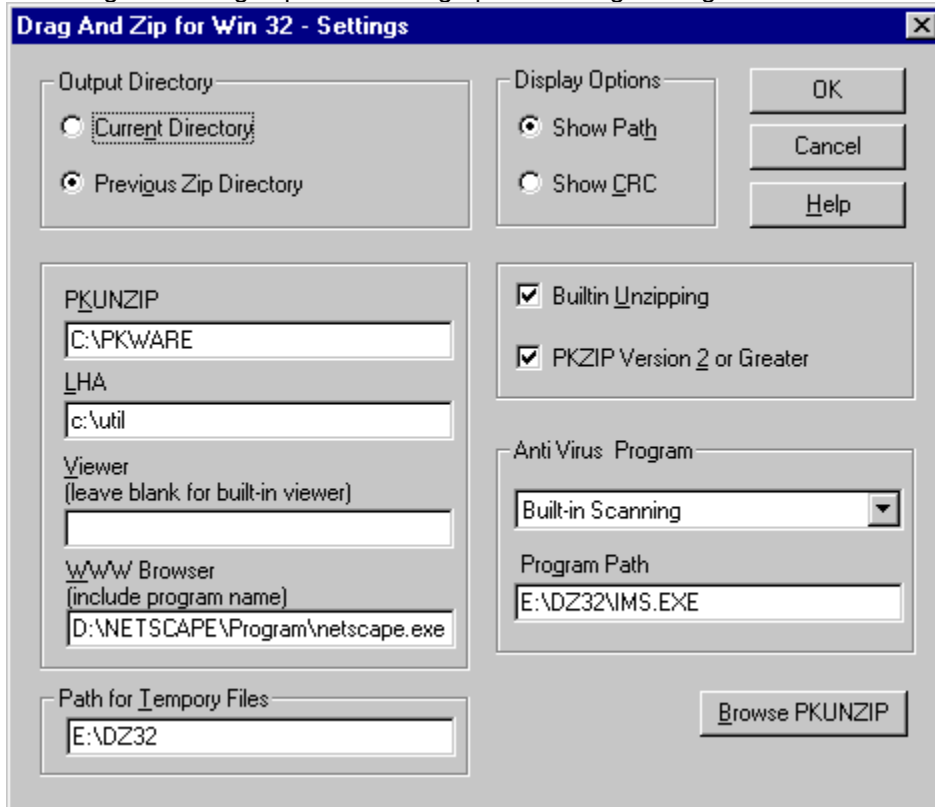 Drag And Zip for Win 32 - Settings
Output Directory
Current Directory
Previous Zip Directory
Display Options
Show Path
Show CRC
OK
Cancel
Help
PKUNZIP
C:\PKWARE
LHA
c:\util
Viewer
(leave blank for built-in viewer)
WWW Browser
(include program name)
D:\NETSCAPE\Program\netscape.exe
Builtin Unzipping
PKZIP Version 2 or Greater
Anti Virus Program
Built-in Scanning
Program Path
E:\DZ32\IMS.EXE
Path for Tempory Files
E:\DZ32
Browse PKUNZIP